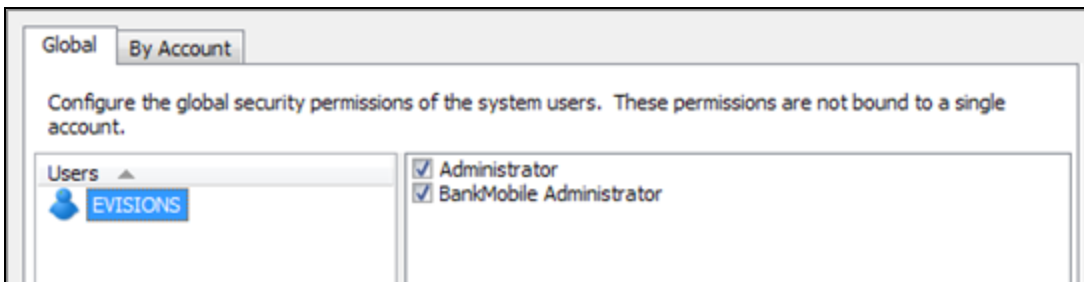 Global By Account
Configure the global security permissions of the system users. These permissions are not bound to a single
account.
Users
EVISIONS
Administrator
BankMobile Administrator